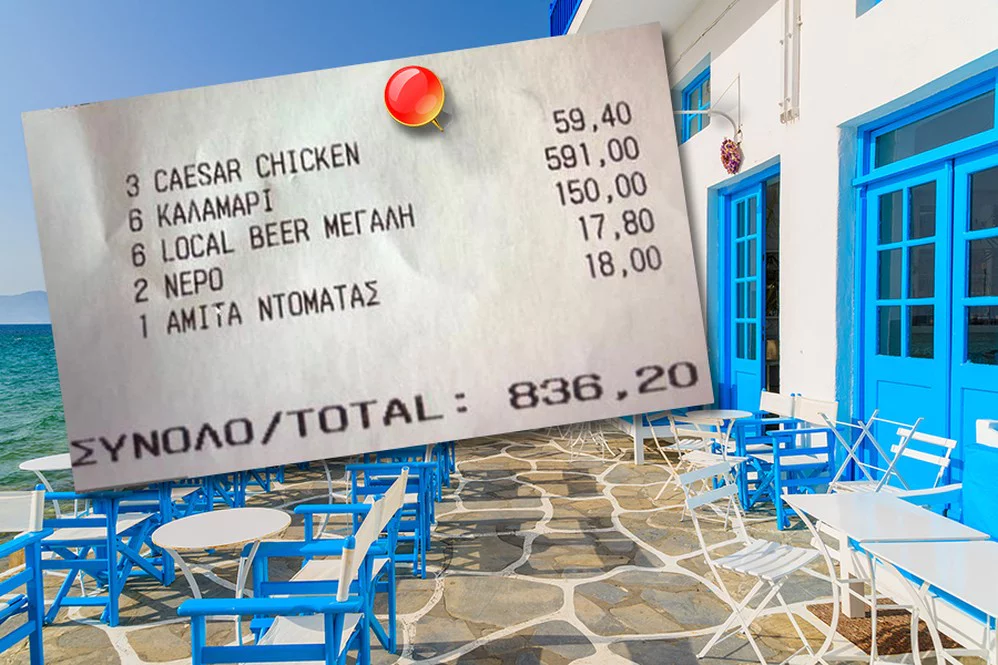 3 CAESAR CHICKEN 59,40
6 ΚΑΛΑΜΑΡΙ 591,00
6 LOCAL BEER ΜΕΓΑΛΗ 150,00
2 ΝΕΡΟ 17,80
1 ΑΜΙΤΑ ΝΤΟΜΑΤΑΣ 18,00
ΣΥΝΟΛΟ/TOTAL: 836,20